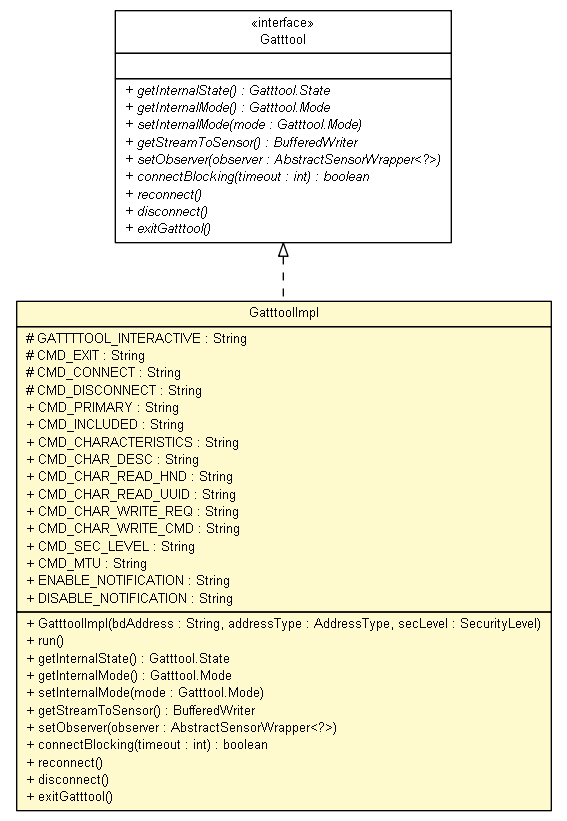 «interface»
Gatttool
+ getInternalState() : Gatttool.State
+ getInternalMode() : Gatttool.Mode
+ setInternalMode(mode : Gatttool.Mode)
+ getStreamToSensor() : BufferedWriter
+ setObserver(observer : AbstractSensorWrapper<?>)
+ connectBlocking(timeout : int) : boolean
+ reconnect()
+ disconnect()
+ exitGatttool()
GatttoolImpl
# GATTTTOOL_INTERACTIVE : String
# CMD_EXIT : String
# CMD_CONNECT : String
# CMD_DISCONNECT : String
+ CMD_PRIMARY : String
+ CMD_INCLUDED : String
+ CMD_CHARACTERISTICS : String
+ CMD_CHAR_DESC : String
+ CMD_CHAR_READ_HND : String
+ CMD_CHAR_READ_UUID : String
+ CMD_CHAR_WRITE_REQ : String
+ CMD_CHAR_WRITE_CMD : String
+ CMD_SEC_LEVEL : String
+ CMD_MTU : String
+ ENABLE_NOTIFICATION : String
+ DISABLE_NOTIFICATION : String
+ GatttoolImpl(bdAddress : String, addressType : AddressType, secLevel : SecurityLevel)
+ run()
+ getInternalState() : Gatttool.State
+ getInternalMode() : Gatttool.Mode
+ setInternalMode(mode : Gatttool.Mode)
+ getStreamToSensor() : BufferedWriter
+ setObserver(observer : AbstractSensorWrapper<?>)
+ connectBlocking(timeout : int) : boolean
+ reconnect()
+ disconnect()
+ exitGatttool()